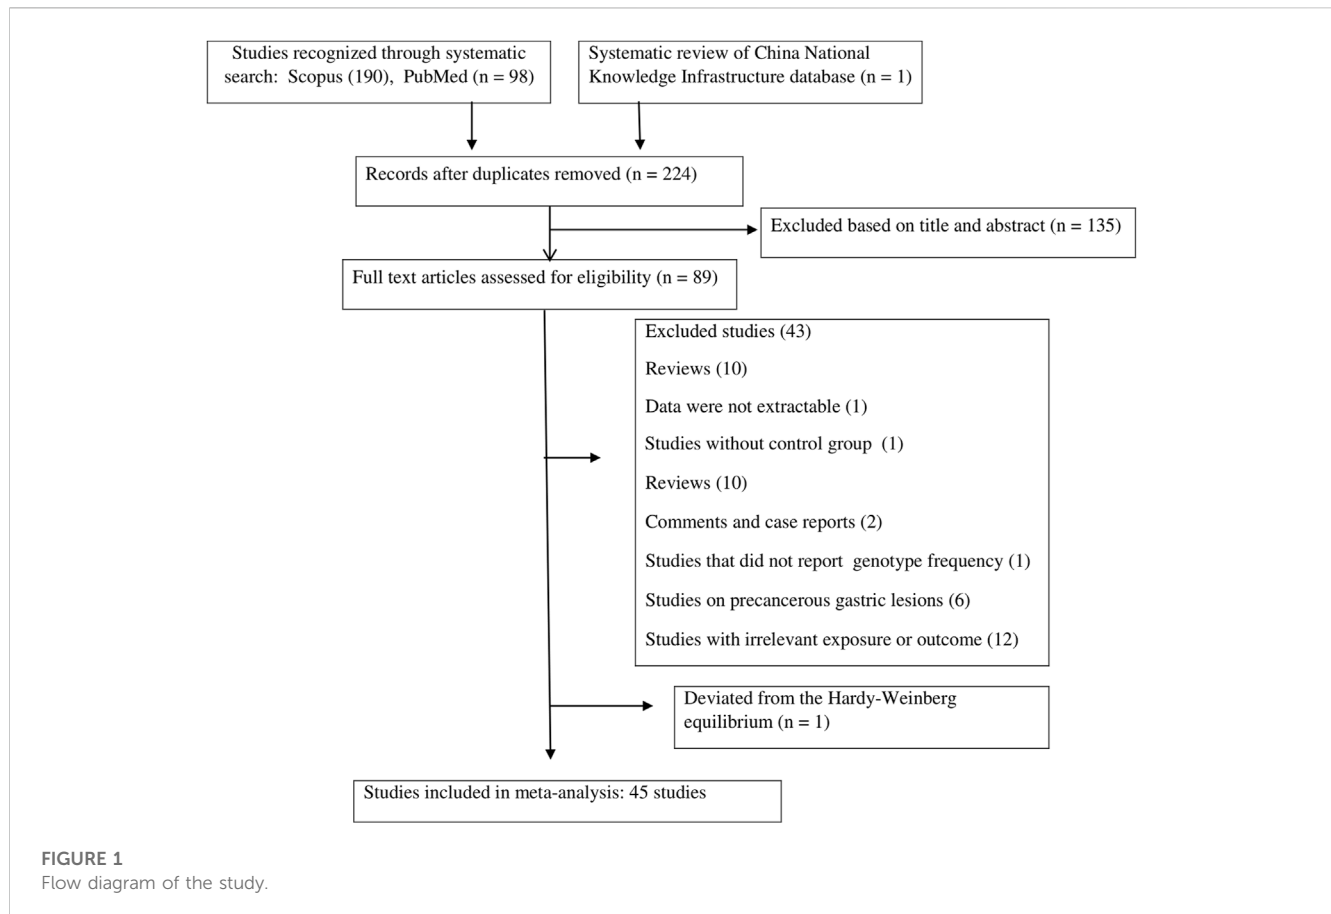 Studies recognized through systematic
search: Scopus (190), PubMed (n = 98)
Systematic review of China National
Knowledge Infrastructure database (n = 1)
Records after duplicates removed (n = 224)
Excluded based on title and abstract (n = 135)
Full text articles assessed for eligibility (n = 89)
Excluded studies (43)
Reviews (10)
Data were not extractable (1)
Studies without control group (1)
Reviews (10)
Comments and case reports (2)
Studies that did not report genotype frequency (1)
Studies on precancerous gastric lesions (6)
Studies with irrelevant exposure or outcome (12)
Deviated from the Hardy-Weinberg
equilibrium (n = 1)
Studies included in meta-analysis: 45 studies
FIGURE 1
Flow diagram of the study.